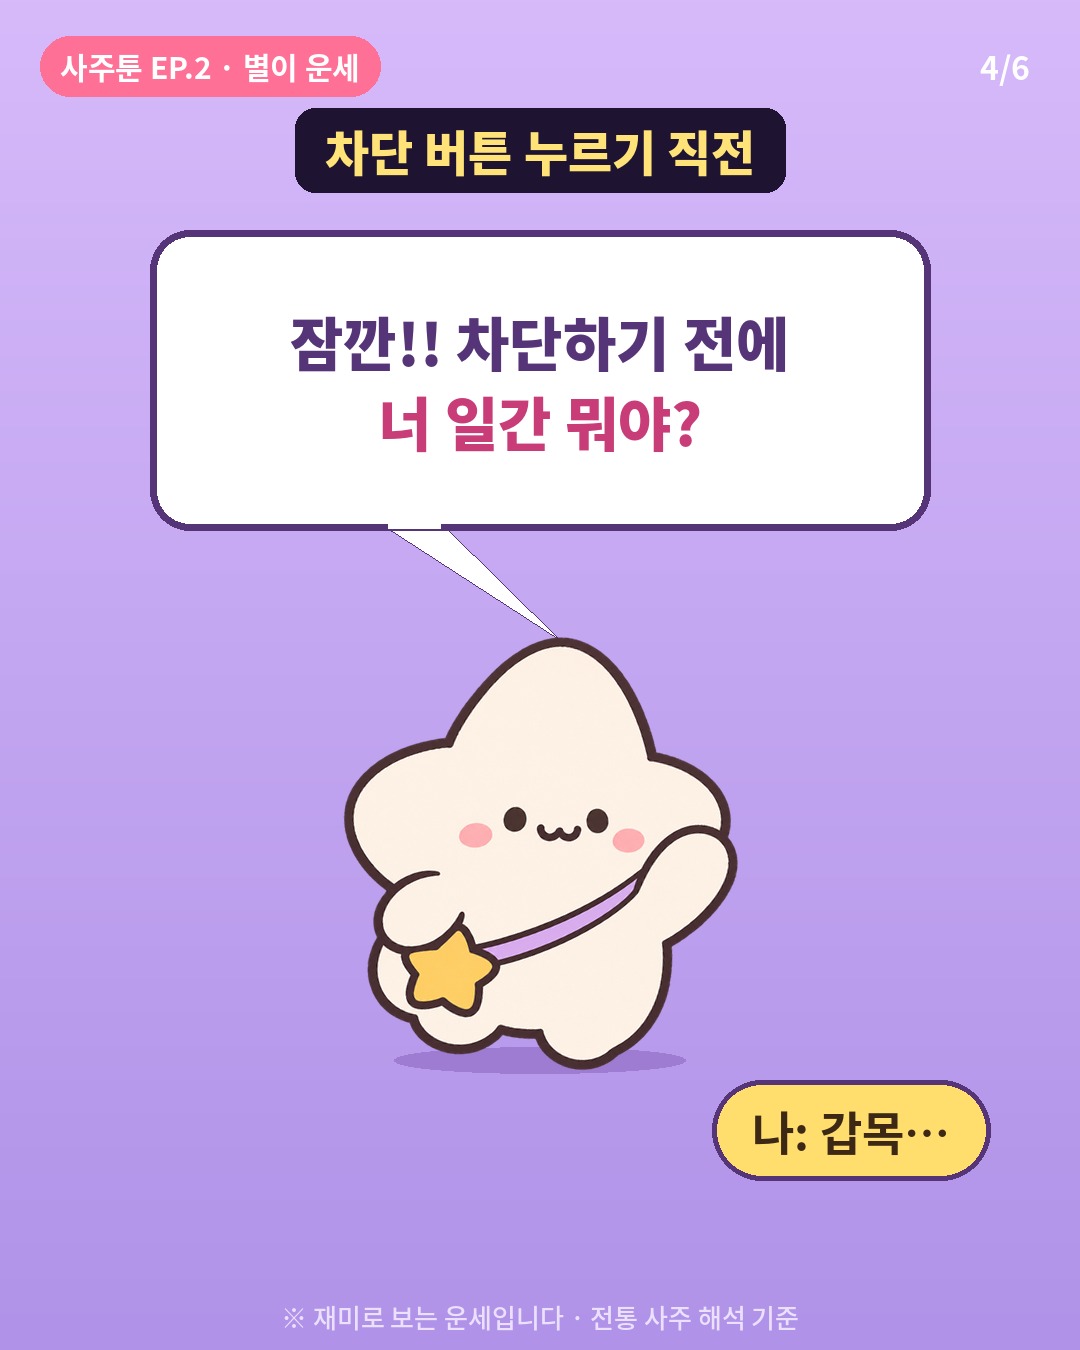 사주툰 EP.2 · 별이 운세
4/6
차단 버튼 누르기 직전
잠깐!! 차단하기 전에
너 일간 뭐야?
나: 갑목…
※ 재미로 보는 운세입니다 · 전통 사주 해석 기준